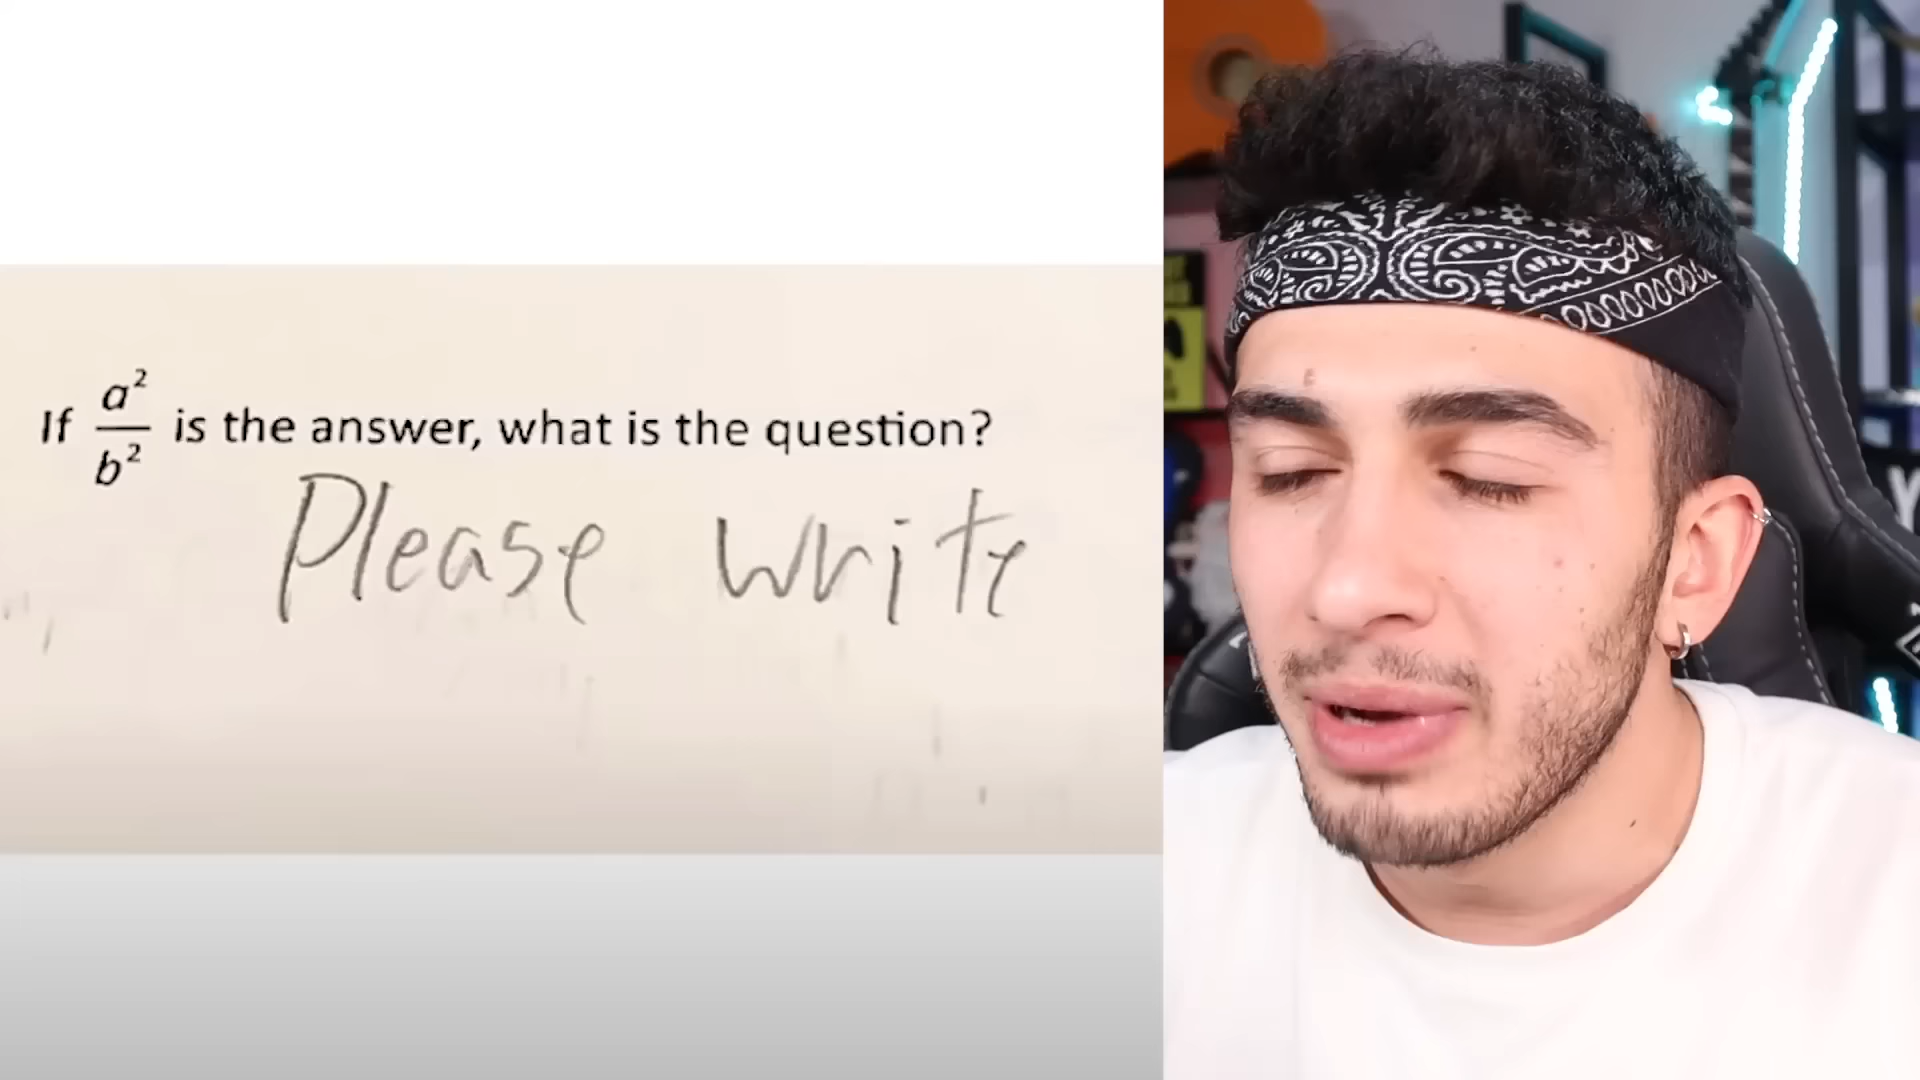 If a²/b² is the answer, what is the question?
Please write